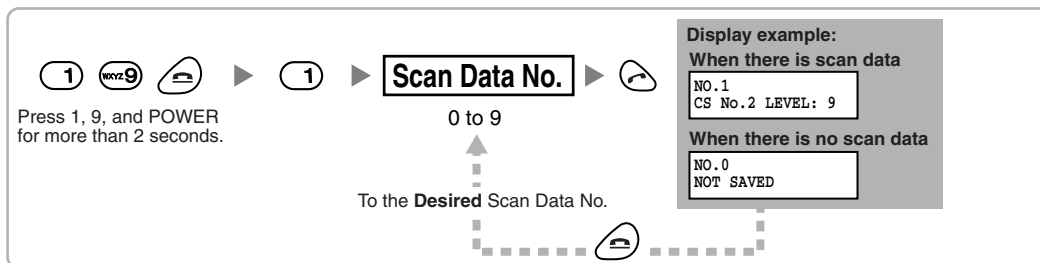 1) WXYZ9 1) Scan Data No.
Press 1, 9, and POWER
for more than 2 seconds.
0 to 9
To the Desired Scan Data No.
Display example:
When there is scan data
NO.1
CS No.2 LEVEL: 9
When there is no scan data
NO.0
NOT SAVED